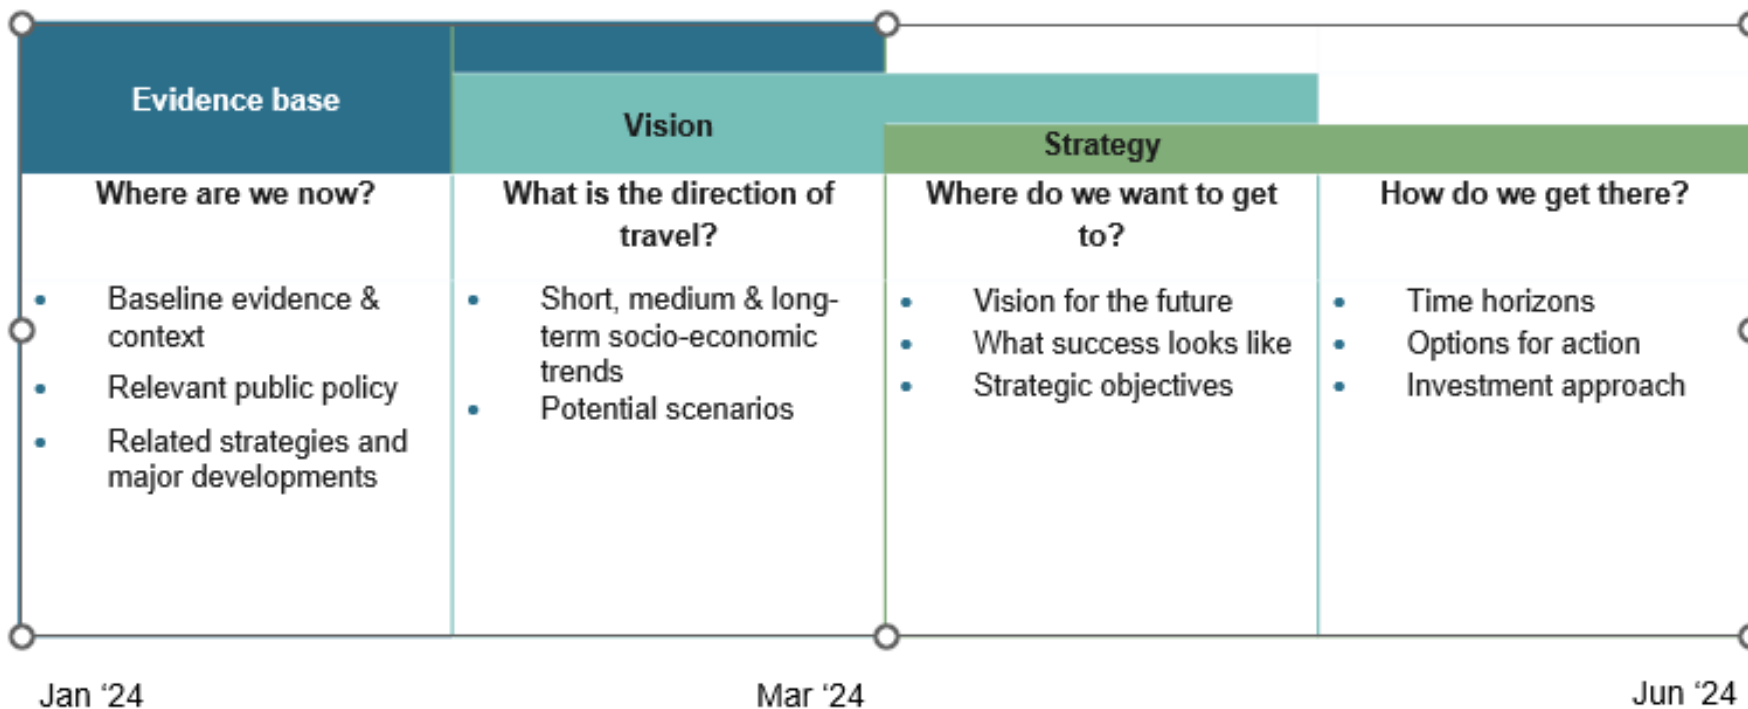 Evidence base
Vision
Strategy
Where are we now?
• Baseline evidence &
context
• Relevant public policy
• Related strategies and
major developments
What is the direction of
travel?
• Short, medium & long-
term socio-economic
trends
• Potential scenarios
Where do we want to get
to?
• Vision for the future
• What success looks like
• Strategic objectives
How do we get there?
• Time horizons
• Options for action
• Investment approach
Jan ‘24
Mar ‘24
Jun ‘24